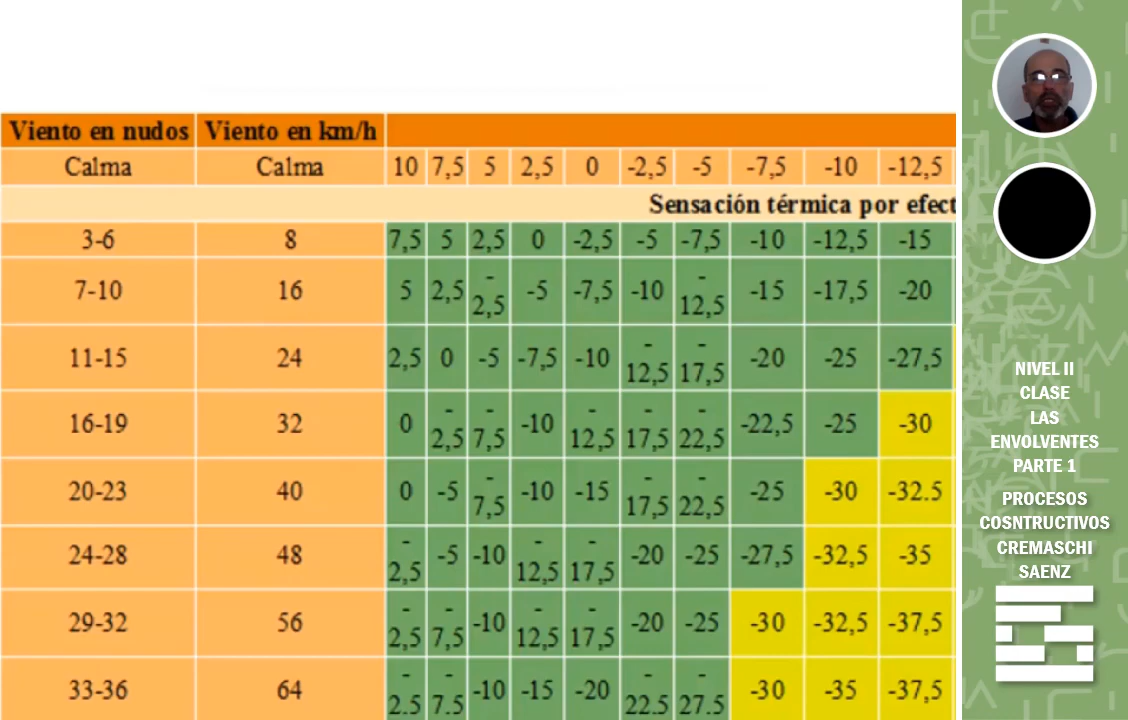 Viento en nudos Viento en km/h
Calma Calma 10 7,5 5 2,5 0 -2,5 -5 -7,5 -10 -12,5
Sensación térmica por efect
3-6 8 7,5 5 2,5 0 -2,5 -5 -7,5 -10 -12,5 -15
7-10 16 5 2,5 -2,5 -5 -7,5 -10 -12,5 -15 -17,5 -20
11-15 24 2,5 0 -5 -7,5 -10 -12,5 -17,5 -20 -25 -27,5
16-19 32 0 -2,5 -7,5 -10 -12,5 -17,5 -22,5 -22,5 -25 -30
20-23 40 0 -5 -7,5 -10 -15 -17,5 -22,5 -25 -30 -32.5
24-28 48 -2,5 -5 -10 -12,5 -17,5 -20 -25 -27,5 -32,5 -35
29-32 56 -2,5 -7,5 -10 -12,5 -17,5 -20 -25 -30 -32,5 -37,5
33-36 64 -2.5 -7.5 -10 -15 -20 -22.5 -27.5 -30 -35 -37,5
NIVEL II
CLASE
LAS
ENVOLVENTES
PARTE 1
PROCESOS
COSNTRUCTIVOS
CREMASCHI
SAENZ